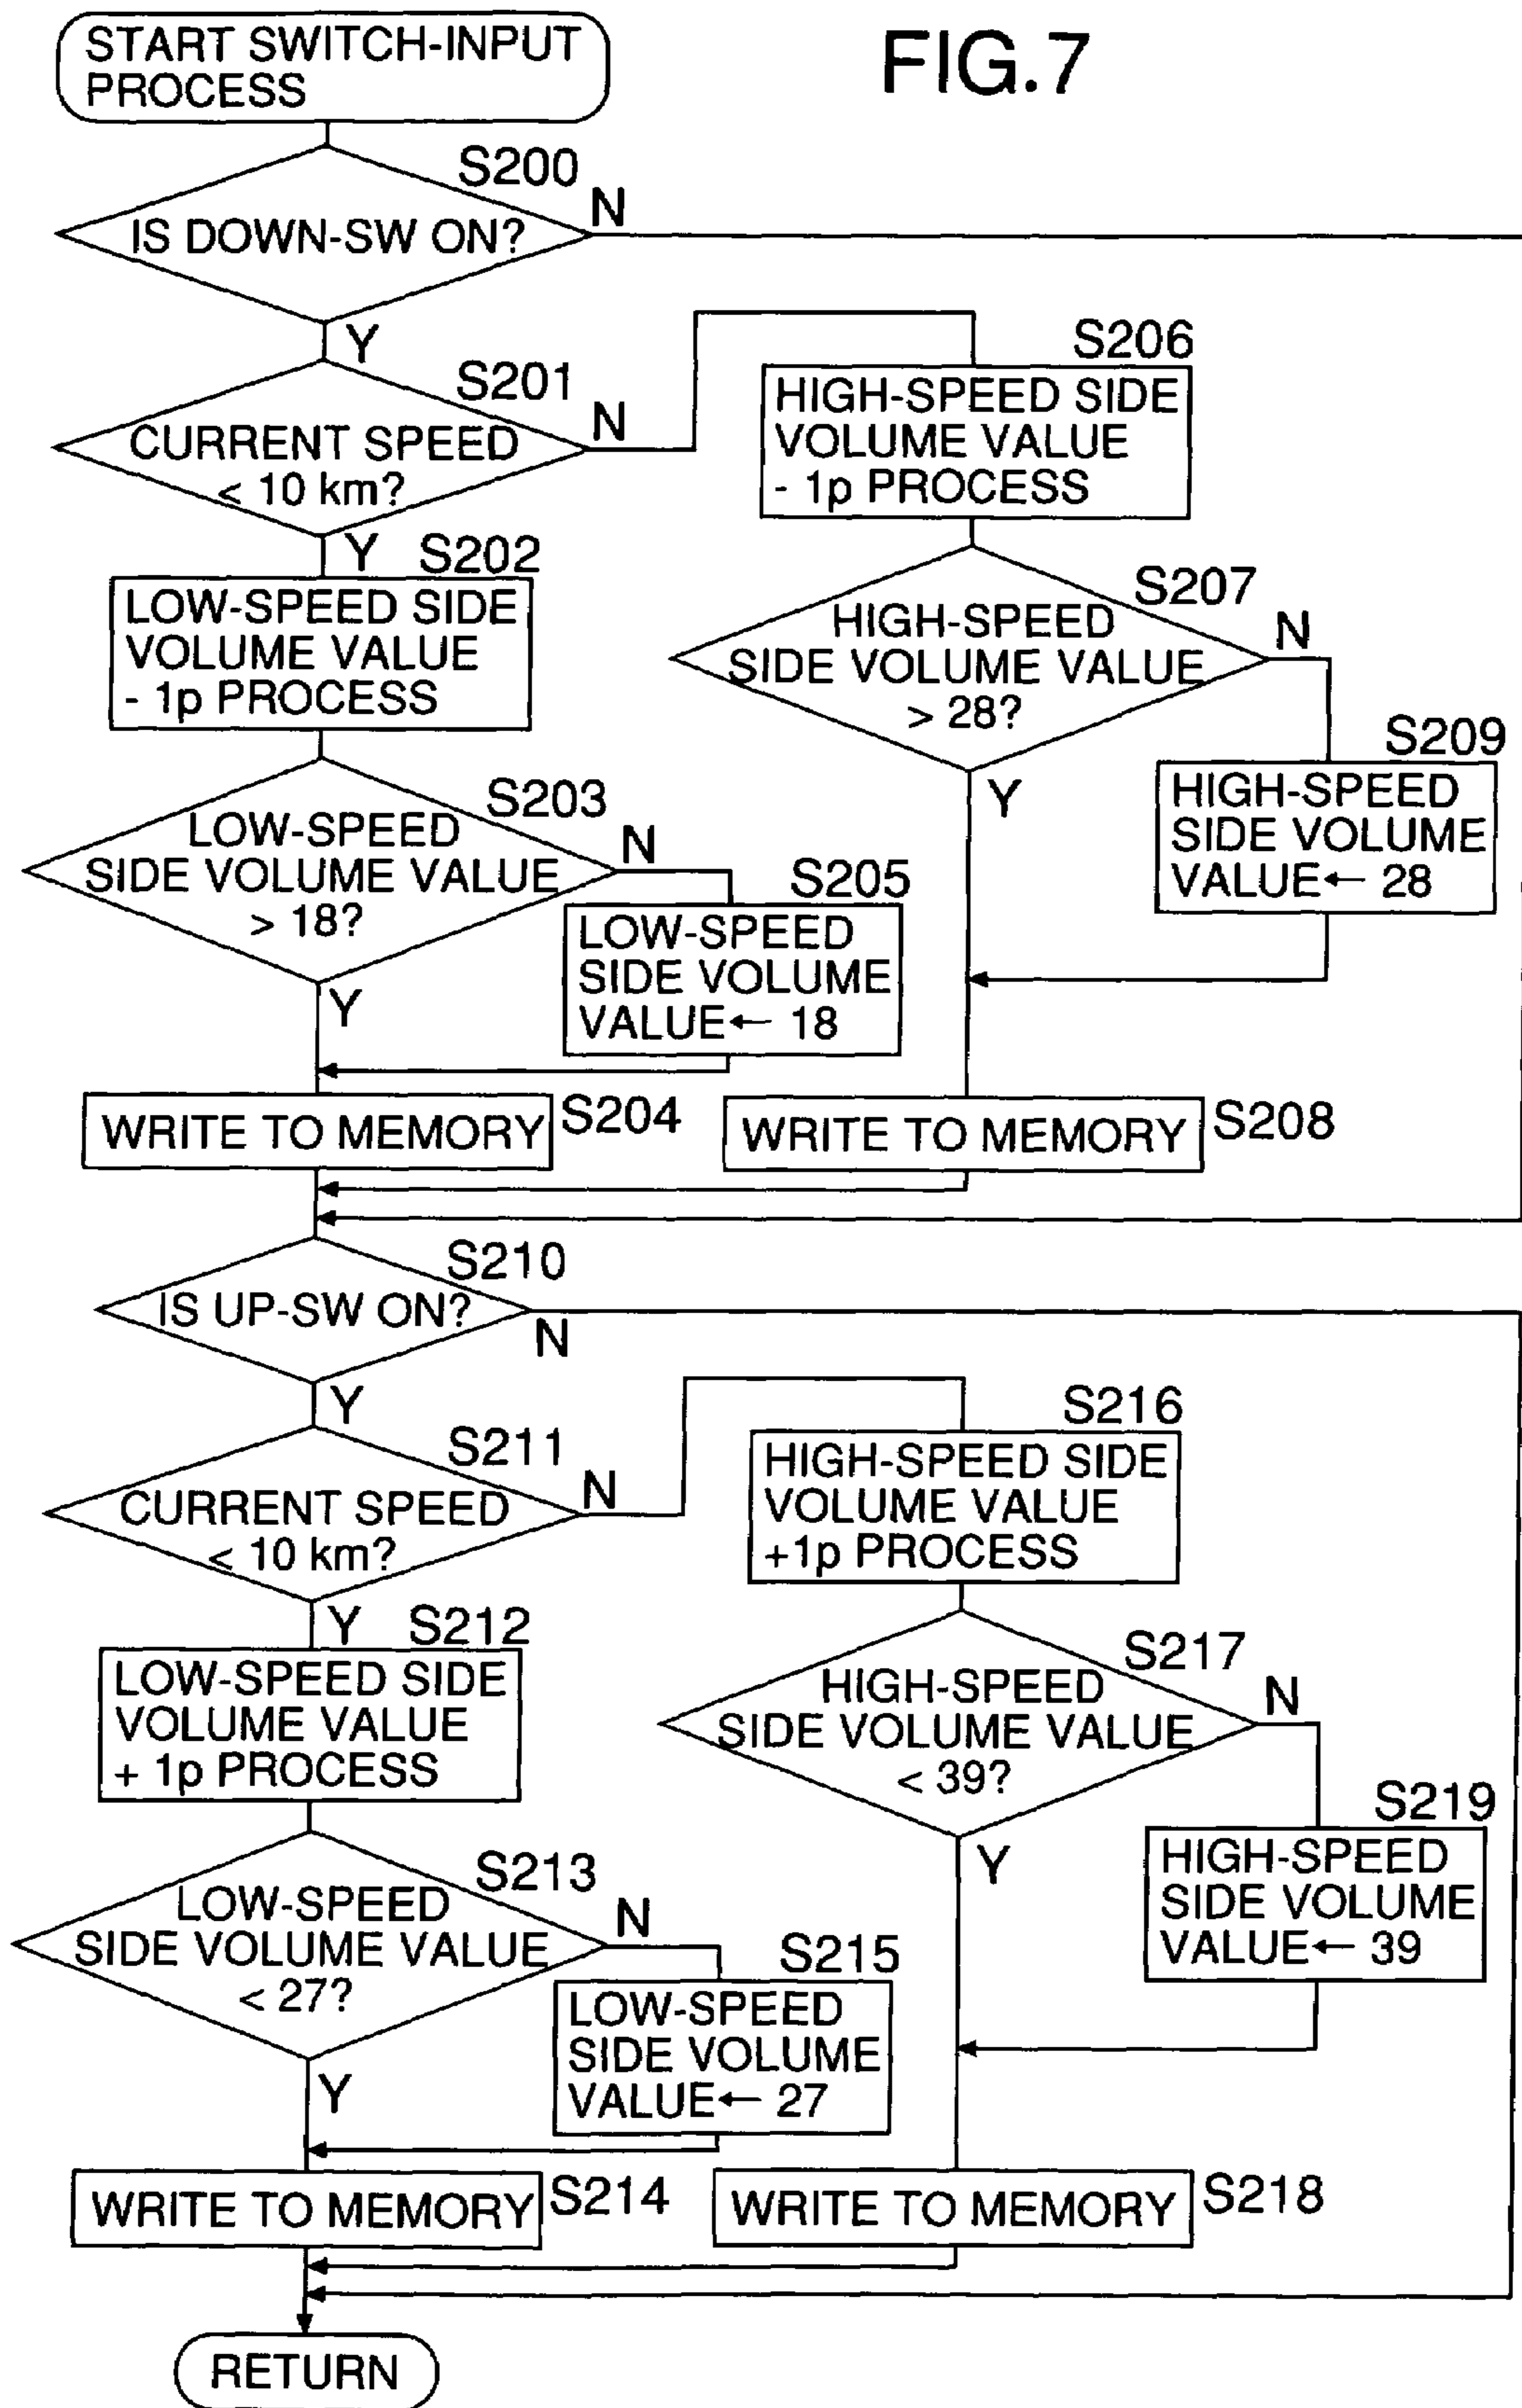 FIG.7
START SWITCH-INPUT
PROCESS
S200
IS DOWN-SW ON?
N
Y
S201
CURRENT SPEED
< 10 km?
N
Y
S202
LOW-SPEED SIDE
VOLUME VALUE
- 1p PROCESS
S203
LOW-SPEED
SIDE VOLUME VALUE
> 18?
N
Y
S205
LOW-SPEED
SIDE VOLUME
VALUE← 18
WRITE TO MEMORY
S204
S206
HIGH-SPEED SIDE
VOLUME VALUE
- 1p PROCESS
S207
HIGH-SPEED
SIDE VOLUME VALUE
> 28?
N
Y
S209
HIGH-SPEED
SIDE VOLUME
VALUE← 28
WRITE TO MEMORY
S208
S210
IS UP-SW ON?
N
Y
S211
CURRENT SPEED
< 10 km?
N
Y
S212
LOW-SPEED SIDE
VOLUME VALUE
+ 1p PROCESS
S213
LOW-SPEED
SIDE VOLUME VALUE
< 27?
N
Y
S215
LOW-SPEED
SIDE VOLUME
VALUE← 27
WRITE TO MEMORY
S214
S216
HIGH-SPEED SIDE
VOLUME VALUE
+1p PROCESS
S217
HIGH-SPEED
SIDE VOLUME VALUE
< 39?
N
Y
S219
HIGH-SPEED
SIDE VOLUME
VALUE← 39
WRITE TO MEMORY
S218
RETURN